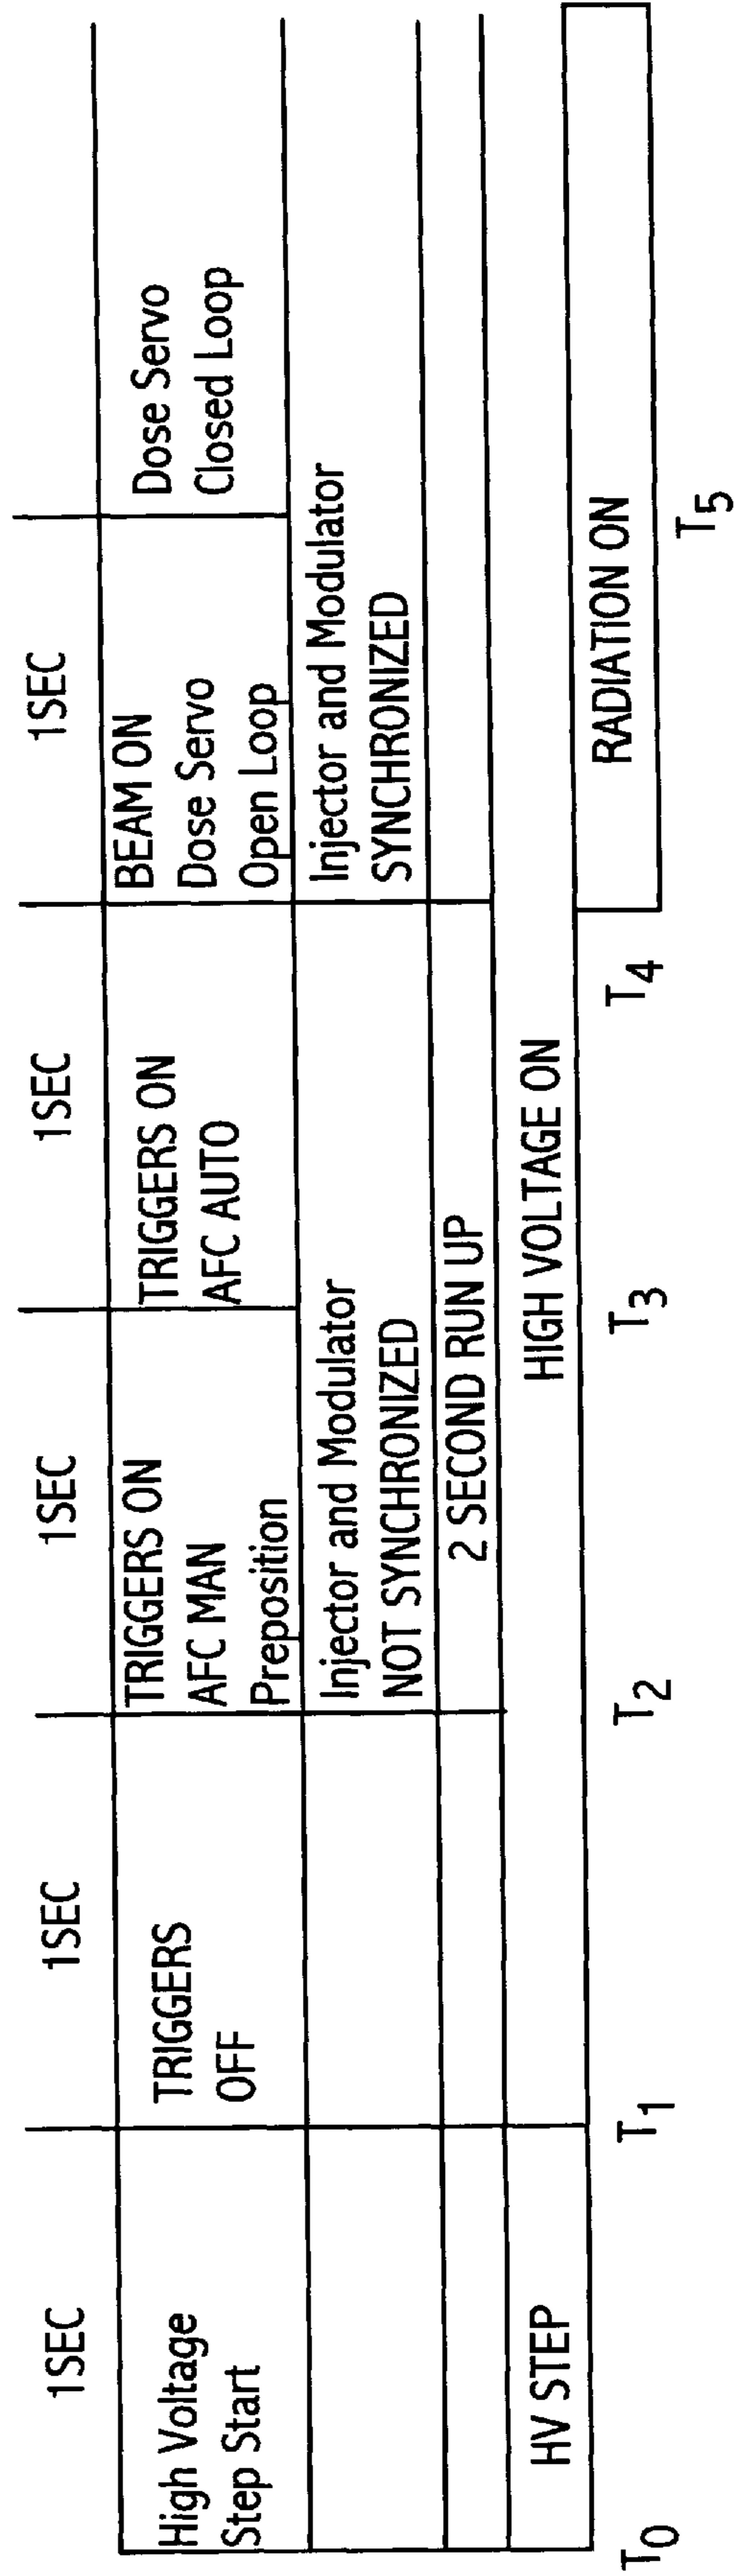 1SEC
1SEC
1SEC
1SEC
1SEC
High Voltage
Step Start
TRIGGERS
OFF
TRIGGERS ON
AFC MAN
Preposition
TRIGGERS ON
AFC AUTO
BEAM ON
Dose Servo
Open Loop
Dose Servo
Closed Loop
Injector and Modulator
NOT SYNCHRONIZED
Injector and Modulator
SYNCHRONIZED
2 SECOND RUN UP
HV STEP
HIGH VOLTAGE ON
RADIATION ON
T0
T1
T2
T3
T4
T5